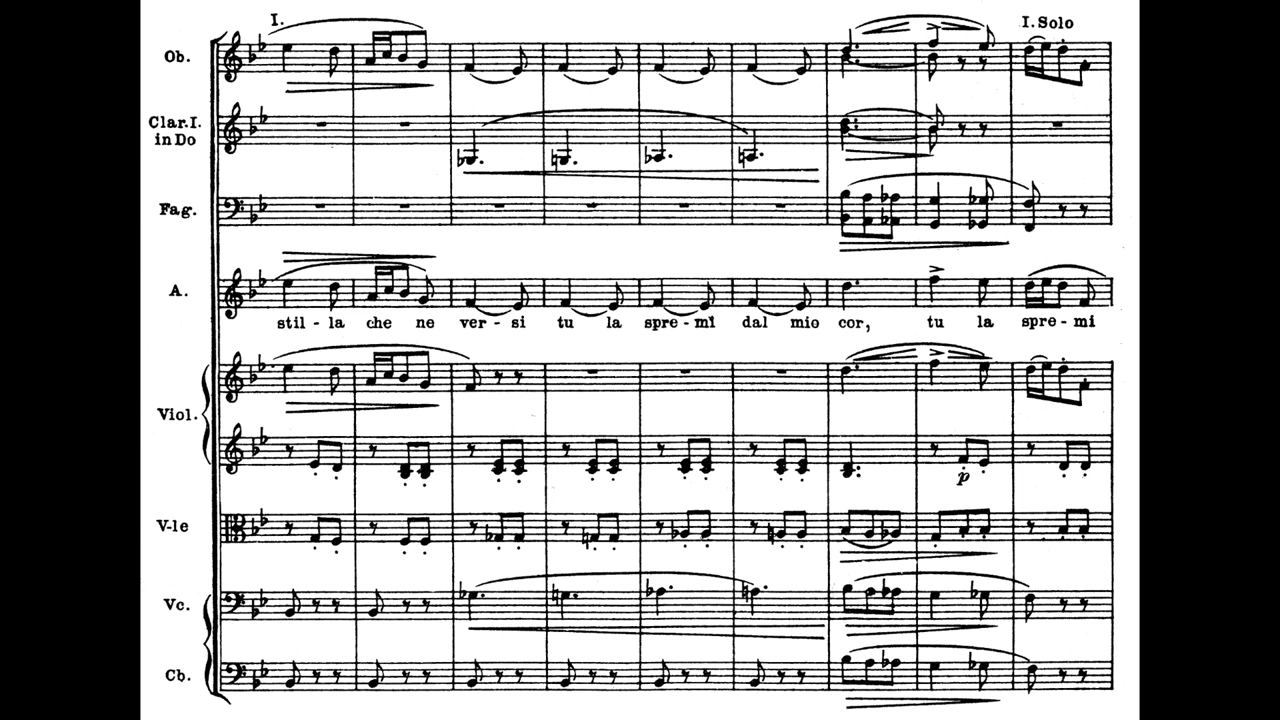 I.
I. Solo
Ob.
Clar. I.
in Do
Fag.
A.
stil - la che ne ver - si tu la spre - mi dal mio cor, tu la spre - mi
Viol.
p
V-le
Vc.
Cb.